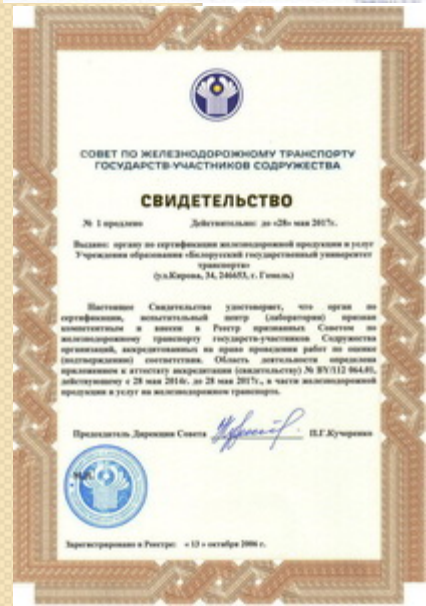 СОВЕТ ПО ЖЕЛЕЗНОДОРОЖНОМУ ТРАНСПОРТУ
ГОСУДАРСТВ-УЧАСТНИКОВ СОДРУЖЕСТВА
СВИДЕТЕЛЬСТВО
№ 1 продлено Действительно: до «28» мая 2017г.
Выдано: органу по сертификации железнодорожной продукции и услуг
Учреждения образования «Белорусский государственный университет
транспорта»
(ул.Кирова, 34, 246653, г. Гомель)
Настоящее Свидетельство удостоверяет, что орган по
сертификации, испытательный центр (лаборатория) признан
компетентным и внесен в Реестр признанных Советом по
железнодорожному транспорту государств-участников Содружества
организаций, аккредитованных на право проведения работ по оценке
(подтверждению) соответствия. Область деятельности определена
приложением к аттестату аккредитации (свидетельству) № BY/112 064.01,
действующему с 28 мая 2014г. до 28 мая 2017г., в части железнодорожной
продукции и услуг на железнодорожном транспорте.
Председатель Дирекции Совета П.Г.Кучеренко
М.П.
Зарегистрировано в Реестре: « 13 » октября 2006 г.